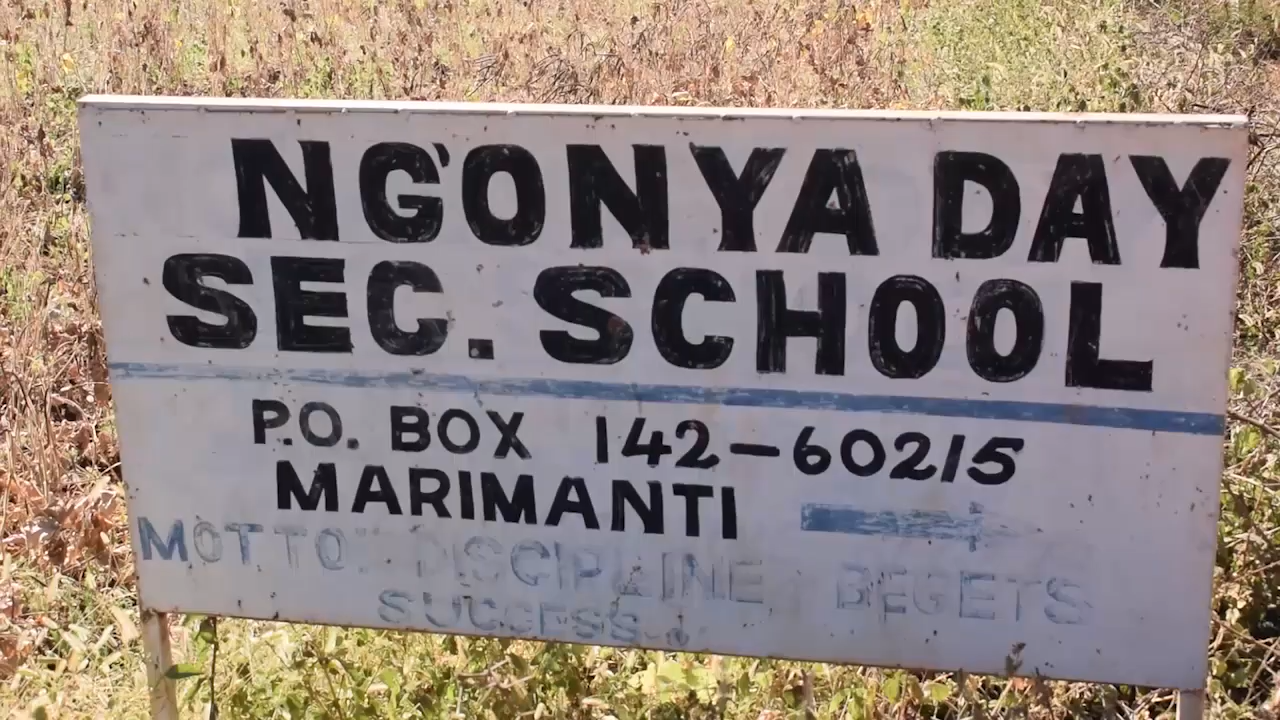 NG'ONYA DAY
SEC. SCHOOL
P.O. BOX 142-60215
MARIMANTI
MOTTO: DISCIPLINE BEGETS
SUCCESS.